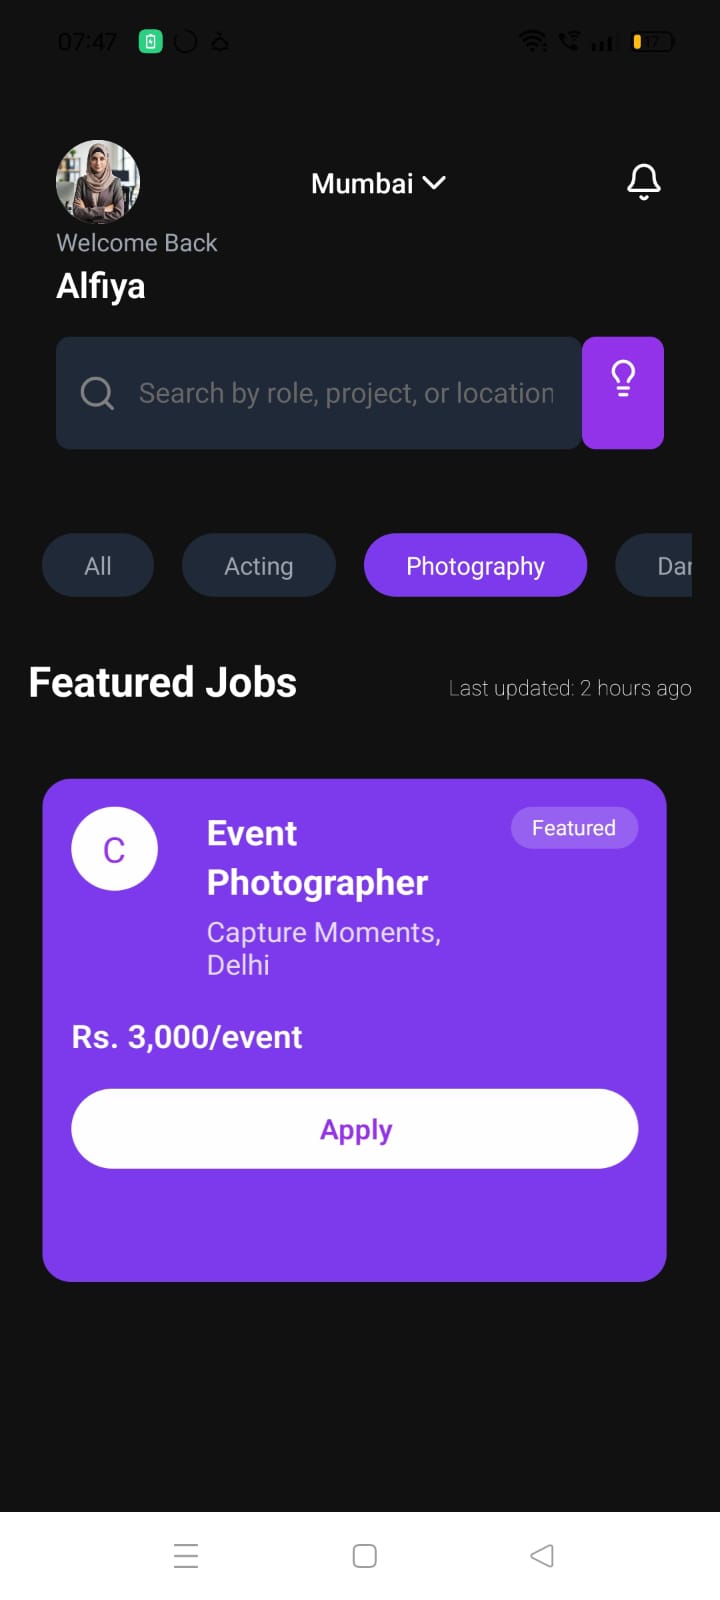 07:47
17
Mumbai
Welcome Back
Alfiya
Search by role, project, or location
All
Acting
Photography
Dan
Featured Jobs
Last updated: 2 hours ago
C
Event
Photographer
Featured
Capture Moments,
Delhi
Rs. 3,000/event
Apply